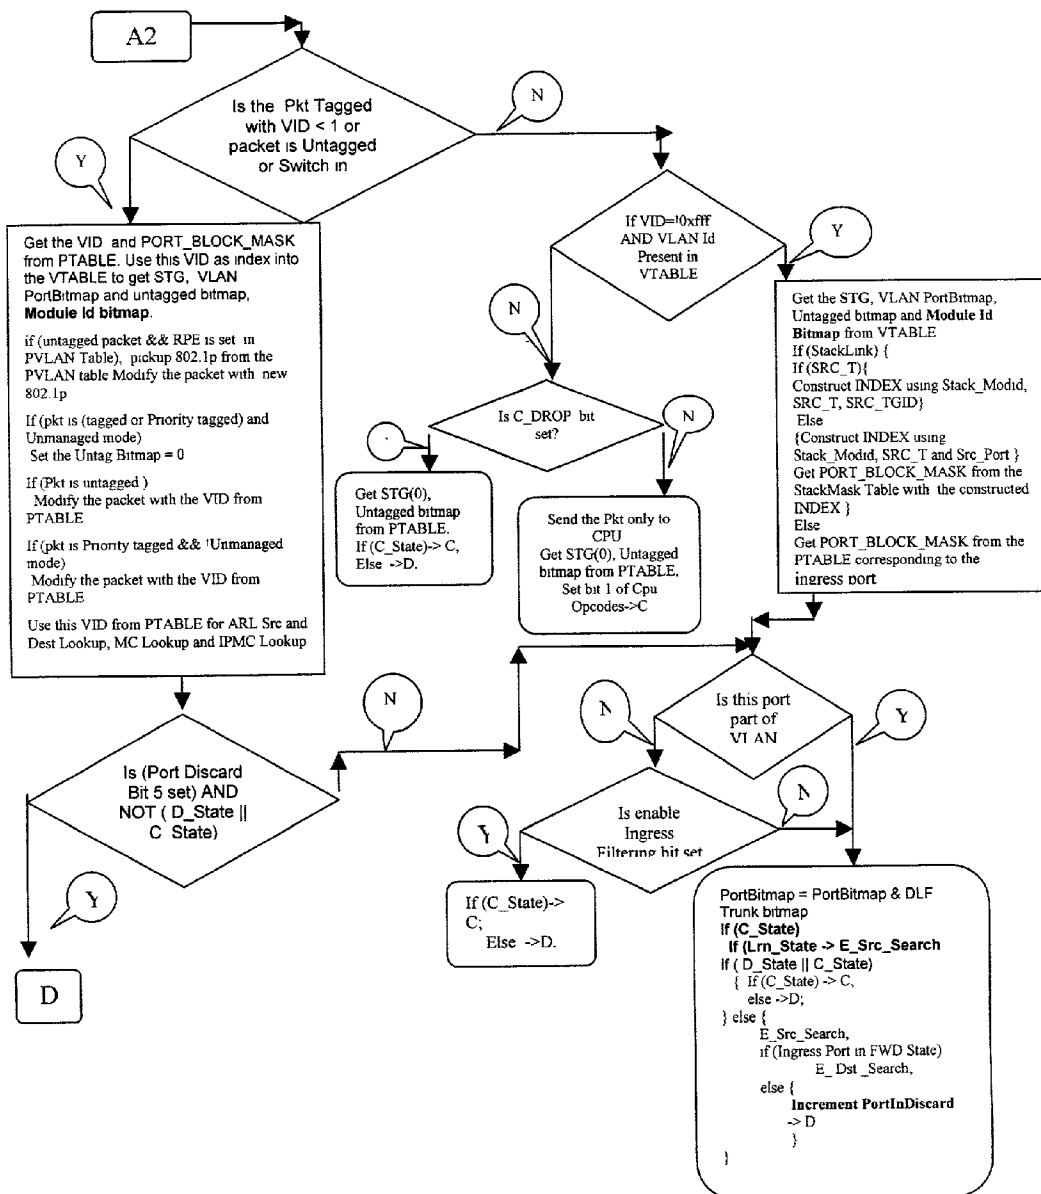 A2
Is the Pkt Tagged
with VID < 1 or
packet is Untagged
or Switch in
N
Y
Get the VID and PORT_BLOCK_MASK
from PTABLE. Use this VID as index into
the VTABLE to get STG, VLAN
PortBitmap and untagged bitmap,
Module Id bitmap.
if (untagged packet && RPE is set in
PVLAN Table), pickup 802.1p from the
PVLAN table Modify the packet with new
802.1p
If (pkt is (tagged or Priority tagged) and
Unmanaged mode)
Set the Untag Bitmap = 0
If (Pkt is untagged )
Modify the packet with the VID from
PTABLE
If (pkt is Priority tagged && !Unmanaged
mode)
Modify the packet with the VID from
PTABLE
Use this VID from PTABLE for ARL Src and
Dest Lookup, MC Lookup and IPMC Lookup
If VID=!0xfff
AND VLAN Id
Present in
VTABLE
Y
N
Get the STG, VLAN PortBitmap,
Untagged bitmap and Module Id
Bitmap from VTABLE
If (StackLink) {
If (SRC_T){
Construct INDEX using Stack_Modid,
SRC_T, SRC_TGID}
Else
{Construct INDEX using
Stack_Modid, SRC_T and Src_Port }
Get PORT_BLOCK_MASK from the
StackMask Table with the constructed
INDEX }
Else
Get PORT_BLOCK_MASK from the
PTABLE corresponding to the
ingress port
Is C_DROP bit
set?
N
Get STG(0),
Untagged bitmap
from PTABLE.
If (C_State)-> C,
Else ->D.
Send the Pkt only to
CPU
Get STG(0), Untagged
bitmap from PTABLE,
Set bit 1 of Cpu
Opcodes->C
Is this port
part of
VLAN
N
Y
N
Is (Port Discard
Bit 5 set) AND
NOT ( D_State ||
C State)
Y
D
Is enable
Ingress
Filtering bit set
N
Y
If (C_State)->
C;
Else ->D.
PortBitmap = PortBitmap & DLF
Trunk bitmap
If (C_State)
If (Lrn_State -> E_Src_Search
If ( D_State || C_State)
{ If (C_State) -> C,
else ->D;
} else {
E_Src_Search,
if (Ingress Port in FWD State)
E_ Dst _Search,
else {
Increment PortInDiscard
-> D
}
}